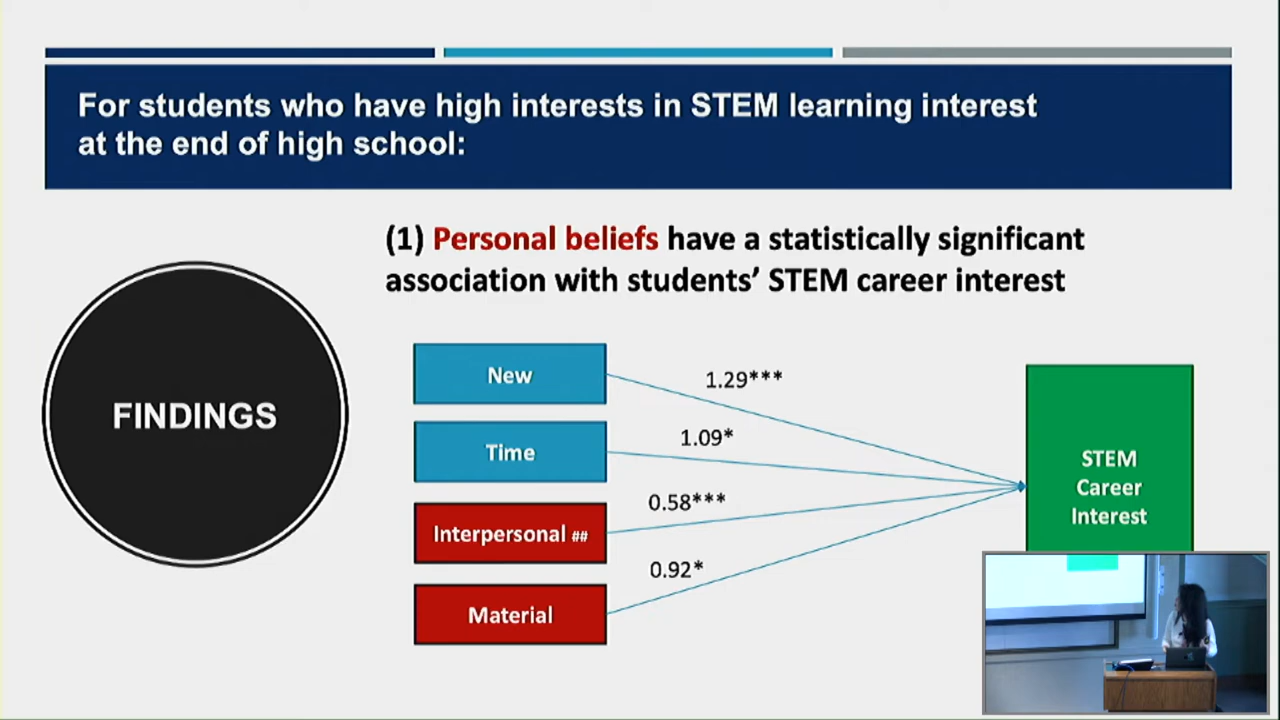 For students who have high interests in STEM learning interest
at the end of high school:
(1) Personal beliefs have a statistically significant
association with students’ STEM career interest
FINDINGS
New
1.29***
Time
1.09*
Interpersonal ##
0.58***
Material
0.92*
STEM
Career
Interest